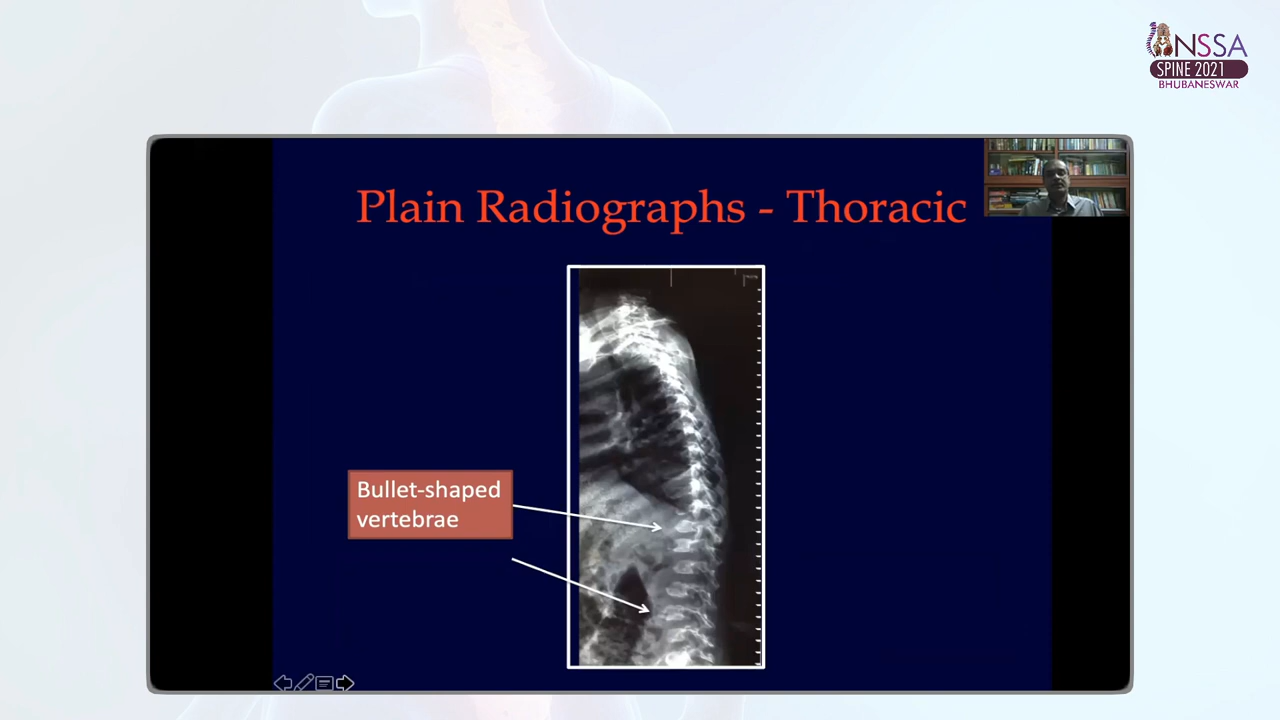 NSSA
SPINE 2021
BHUBANESWAR
Plain Radiographs - Thoracic
Bullet-shaped
vertebrae